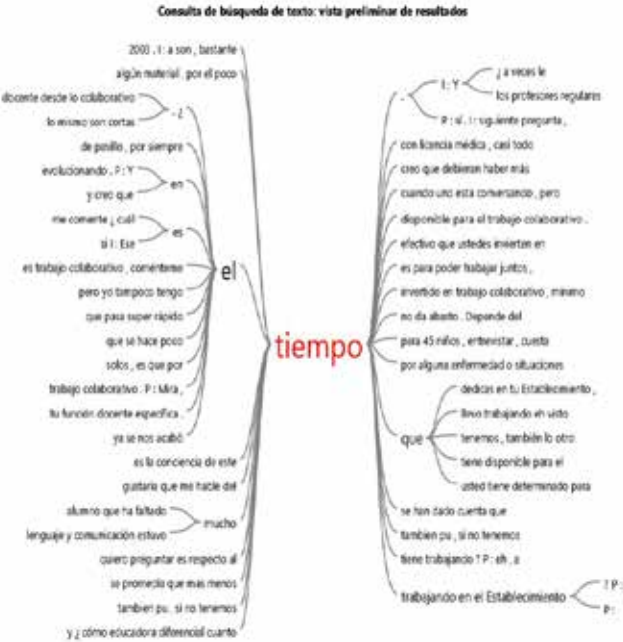 Consulta de búsqueda de texto: vista preliminar de resultados
2003 . I : a son , bastante
algún material , por el poco
docente desde lo colaborativo
lo mismo son cortas
. ¿
de pasillo , por siempre
evolucionando . P : Y
y creo que
en
me comente ¿ cuál
si I : Ese
es
es trabajo colaborativo , coménteme
pero yo tampoco tengo
que pasa super rápido
que se hace poco
solos , es que por
trabajo colaborativo . P : Mira ,
tu función docente específica .
ya se nos acabó
el
es la conciencia de este
gustaría que me hable del
alumno que ha faltado
lenguaje y comunicación estuvo
mucho
quiero preguntar es respecto al
se promedia que mas menos
tambien pu , si no tenemos
y ¿ cómo educadora diferencial cuanto
tiempo
.
I : Y
¿ a veces le
los profesores regulares
P : sí . I : siguiente pregunta ,
con licencia médica , casi todo
creo que debieran haber más
cuando uno esta conversando , pero
disponible para el trabajo colaborativo .
efectivo que ustedes invierten en
es para poder trabajar juntos ,
invertido en trabajo colaborativo , mínimo
no da abasto . Depende del
para 45 niños , entrevistar , cuesta
por alguna enfermedad o situaciones
que
dedicas en tu Establecimiento ,
llevo trabajando eh visto
tenemos , también lo otro
tiene disponible para el
usted tiene determinado para
se han dado cuenta que
tambien pu , si no tenemos
tiene trabajando ? P : eh , a
trabajando en el Establecimiento
? P :
P :